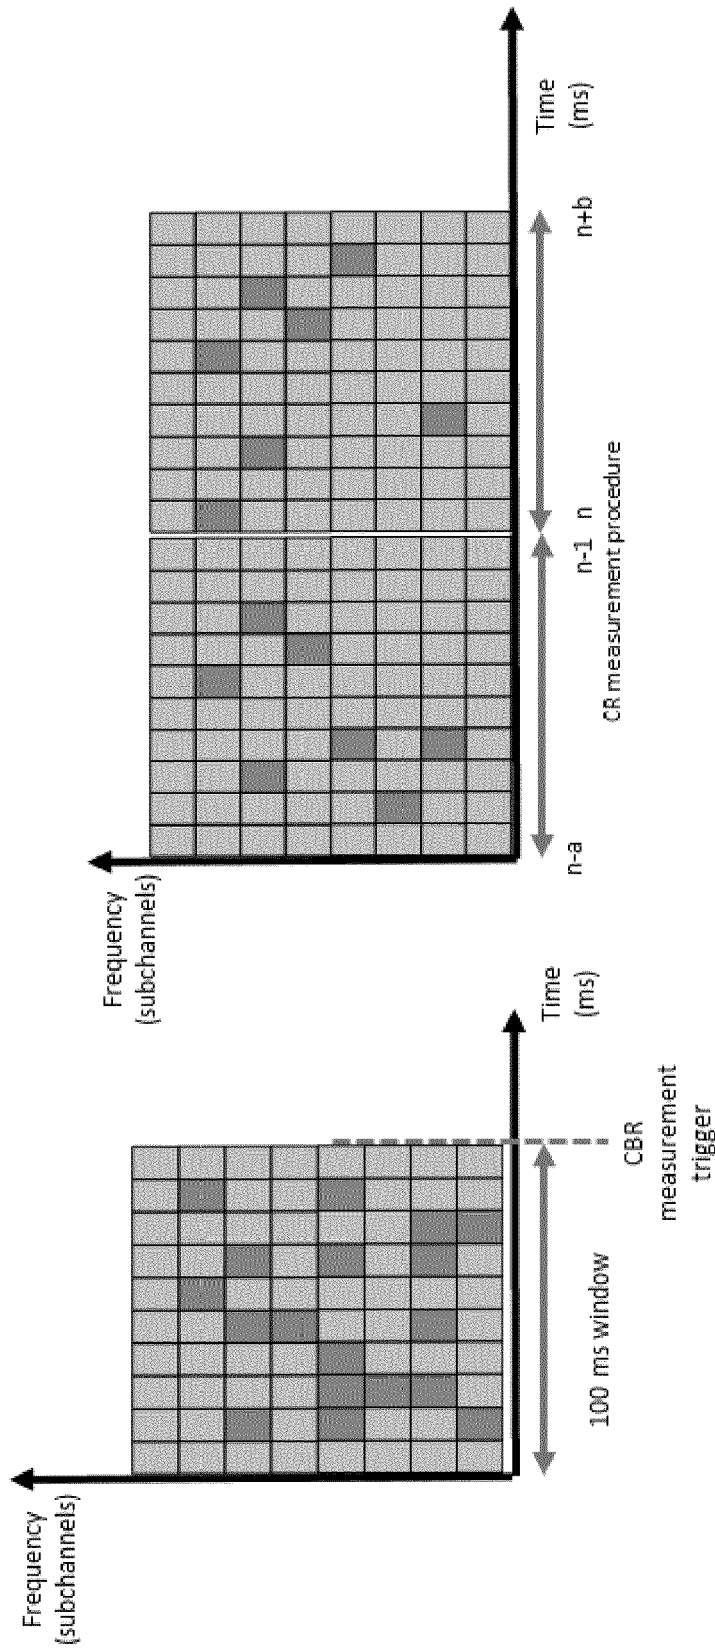 Frequency
(subchannels)
100 ms window
CBR
measurement
trigger
Time
(ms)
Frequency
(subchannels)
n-a
n-1
n
n+b
CR measurement procedure
Time
(ms)